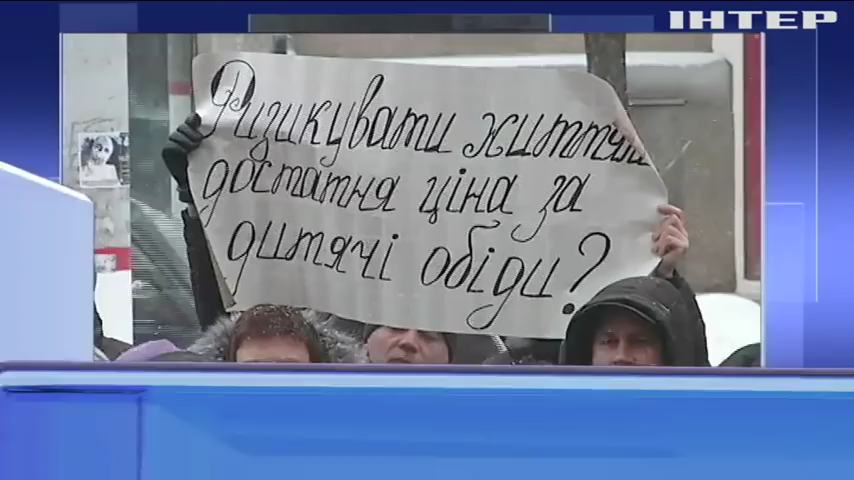 ІНТЕР
Ризикувати життям
достатня ціна за
дитячі обіди?